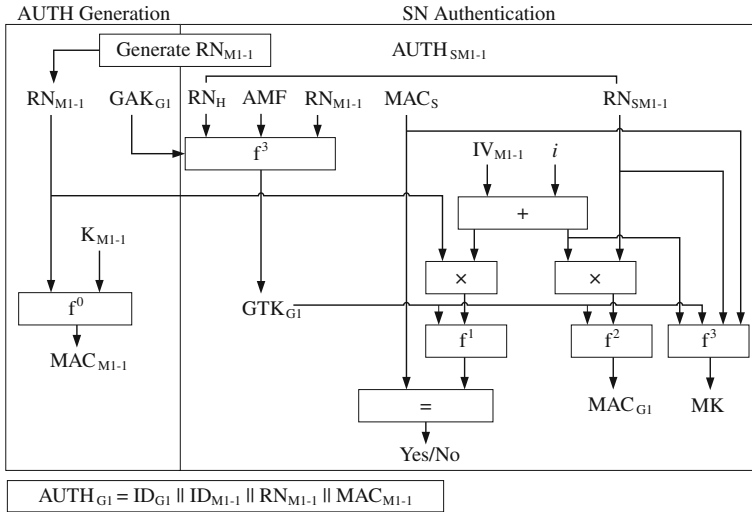 AUTH Generation SN Authentication
Generate RN_M1-1
AUTH_SM1-1
RN_M1-1 GAK_G1 RN_H AMF RN_M1-1 MAC_S RN_SM1-1
f^3
IV_M1-1 i
+
K_M1-1
× ×
f^0
GTK_G1
f^1 f^2 f^3
MAC_M1-1
=
MAC_G1 MK
Yes/No
AUTH_G1 = ID_G1 || ID_M1-1 || RN_M1-1 || MAC_M1-1